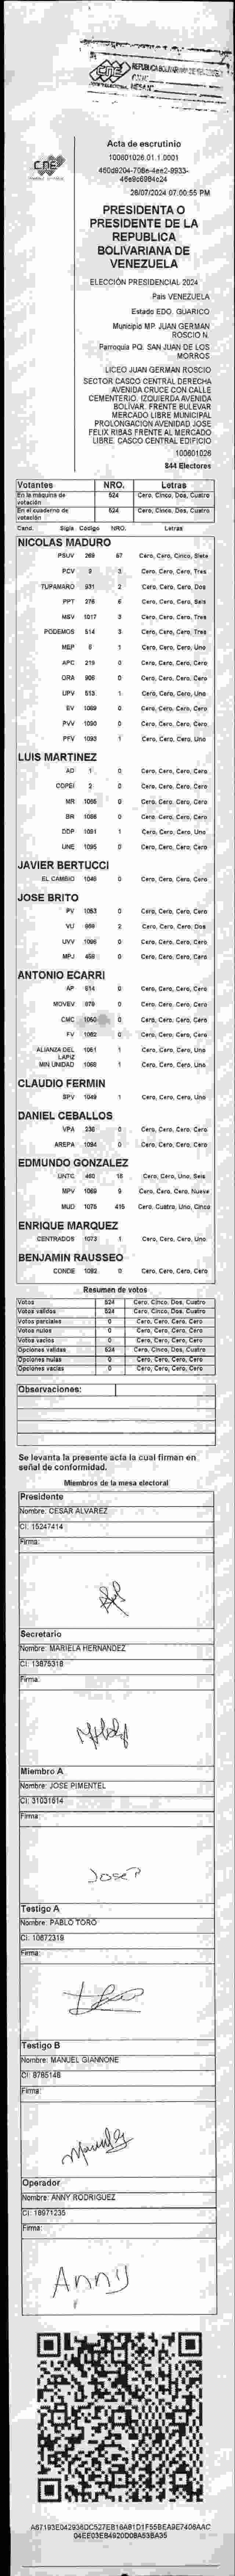 CNE
Acta de escrutinio
100601026.01.1.0001
28/07/2024 07:00:55 PM
PRESIDENTA O
PRESIDENTE DE LA
REPUBLICA
BOLIVARIANA DE
VENEZUELA
ELECCIÓN PRESIDENCIAL 2024
Pais VENEZUELA
Estado EDO. GUARICO
Municipio MP. JUAN GERMAN
ROSCIO N.
Parroquia PQ. SAN JUAN DE LOS
MORROS
LICEO JUAN GERMAN ROSCIO
SECTOR CASCO CENTRAL DERECHA
AVENIDA CRUCE CON CALLE
CEMENTERIO. IZQUIERDA AVENIDA
BOLIVAR. FRENTE BULEVAR
MERCADO LIBRE MUNICIPAL
PROLONGACION AVENIDAD JOSE
FELIX RIBAS FRENTE AL MERCADO
LIBRE. CASCO CENTRAL EDIFICIO
100601026
844 Electores
Votantes NRO. Letras
En la máquina de votación 524 Cero, Cinco, Dos, Cuatro
En el cuaderno de votación 524 Cero, Cinco, Dos, Cuatro
Cand. Sigla Código NRO. Letras
NICOLAS MADURO
PSUV 268 57 Cero, Cero, Cinco, Siete
PCV 9 3 Cero, Cero, Cero, Tres
TUPAMARO 931 2 Cero, Cero, Cero, Dos
PPT 276 6 Cero, Cero, Cero, Seis
MSV 1017 3 Cero, Cero, Cero, Tres
PODEMOS 514 3 Cero, Cero, Cero, Tres
MEP 6 1 Cero, Cero, Cero, Uno
APC 219 0 Cero, Cero, Cero, Cero
ORA 906 0 Cero, Cero, Cero, Cero
UPV 513 1 Cero, Cero, Cero, Uno
EV 1069 0 Cero, Cero, Cero, Cero
PVV 1090 0 Cero, Cero, Cero, Cero
PFV 1093 1 Cero, Cero, Cero, Uno
LUIS MARTINEZ
AD 1 0 Cero, Cero, Cero, Cero
COPEI 2 0 Cero, Cero, Cero, Cero
MR 1065 0 Cero, Cero, Cero, Cero
BR 1086 0 Cero, Cero, Cero, Cero
DDP 1091 1 Cero, Cero, Cero, Uno
UNE 1095 0 Cero, Cero, Cero, Cero
JAVIER BERTUCCI
EL CAMBIO 1046 0 Cero, Cero, Cero, Cero
JOSE BRITO
PV 1053 0 Cero, Cero, Cero, Cero
VU 2 Cero, Cero, Cero, Dos
UVV 1096 0 Cero, Cero, Cero, Cero
MPJ 458 0 Cero, Cero, Cero, Cero
ANTONIO ECARRI
AP 514 0 Cero, Cero, Cero, Cero
MOVEV 979 0 Cero, Cero, Cero, Cero
CMC 1050 0 Cero, Cero, Cero, Cero
FV 1062 0 Cero, Cero, Cero, Cero
ALIANZA DEL LAPIZ 1061 1 Cero, Cero, Cero, Uno
MIN UNIDAD 1068 1 Cero, Cero, Cero, Uno
CLAUDIO FERMIN
SPV 1049 1 Cero, Cero, Cero, Uno
DANIEL CEBALLOS
VPA 230 0 Cero, Cero, Cero, Cero
AREPA 1094 0 Cero, Cero, Cero, Cero
EDMUNDO GONZALEZ
UNTC 460 16 Cero, Cero, Uno, Seis
MPV 1069 9 Cero, Cero, Cero, Nueve
MUD 1075 415 Cero, Cuatro, Uno, Cinco
ENRIQUE MARQUEZ
CENTRADOS 1073 1 Cero, Cero, Cero, Uno
BENJAMIN RAUSSEO
CONDE 1092 0 Cero, Cero, Cero, Cero
Resumen de votos
Votos 524 Cero, Cinco, Dos, Cuatro
Votos válidos 524 Cero, Cinco, Dos, Cuatro
Votos parciales 0 Cero, Cero, Cero, Cero
Votos nulos 0 Cero, Cero, Cero, Cero
Votos vacíos 0 Cero, Cero, Cero, Cero
Opciones válidas 524 Cero, Cinco, Dos, Cuatro
Opciones nulas 0 Cero, Cero, Cero, Cero
Opciones vacías 0 Cero, Cero, Cero, Cero
Observaciones:
Se levanta la presente acta la cual firman en
señal de conformidad.
Miembros de la mesa electoral
Presidente
Nombre: CESAR ALVAREZ
CI: 15247414
Firma:
Secretario
Nombre: MARIELA HERNANDEZ
CI: 13875318
Firma:
Miembro A
Nombre: JOSE PIMENTEL
CI: 31031614
Firma:
Jose P
Testigo A
Nombre: PABLO TORO
CI: 10672319
Firma:
Testigo B
Nombre: MANUEL GIANNONE
CI: 8785148
Firma:
Operador
Nombre: ANNY RODRIGUEZ
CI: 18971235
Firma:
Anny